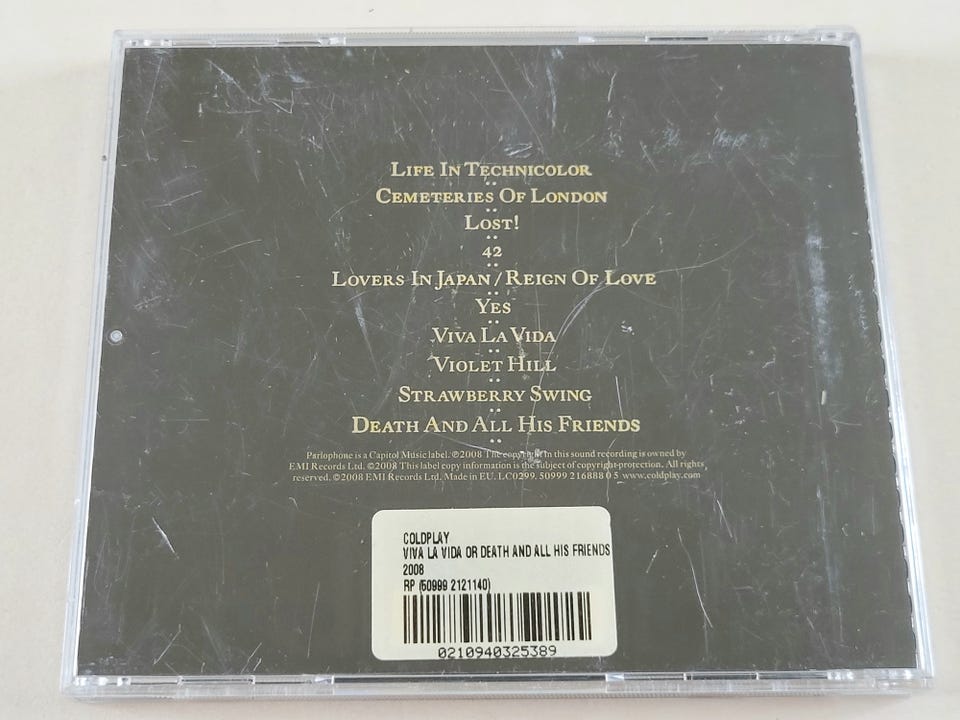 Life In Technicolor
Cemeteries Of London
Lost!
42
Lovers In Japan / Reign Of Love
Yes
Viva La Vida
Violet Hill
Strawberry Swing
Death And All His Friends
Parlophone is a Capitol Music label. ℗2008 The copyright in this sound recording is owned by
EMI Records Ltd. ©2008 This label copy information is the subject of copyright protection. All rights
reserved. ©2008 EMI Records Ltd. Made in EU. LC0299. 50999 216888 0 5 www.coldplay.com
COLDPLAY
VIVA LA VIDA OR DEATH AND ALL HIS FRIENDS
2008
RP (50999 2121140)
0210940325389